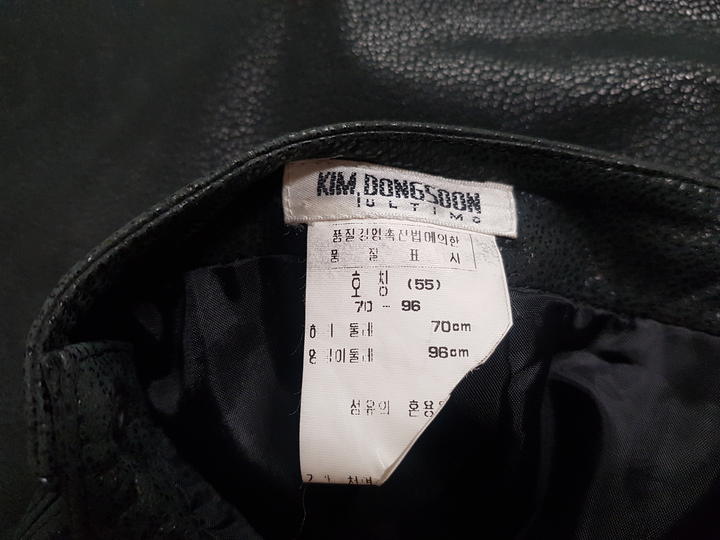 KIM.DONGSOON
ULTIMO
품질경영촉진법에의한
품 질 표 시
호칭 (55)
70 - 96
허리둘레 70cm
엉덩이둘레 96cm
섬유의 혼용